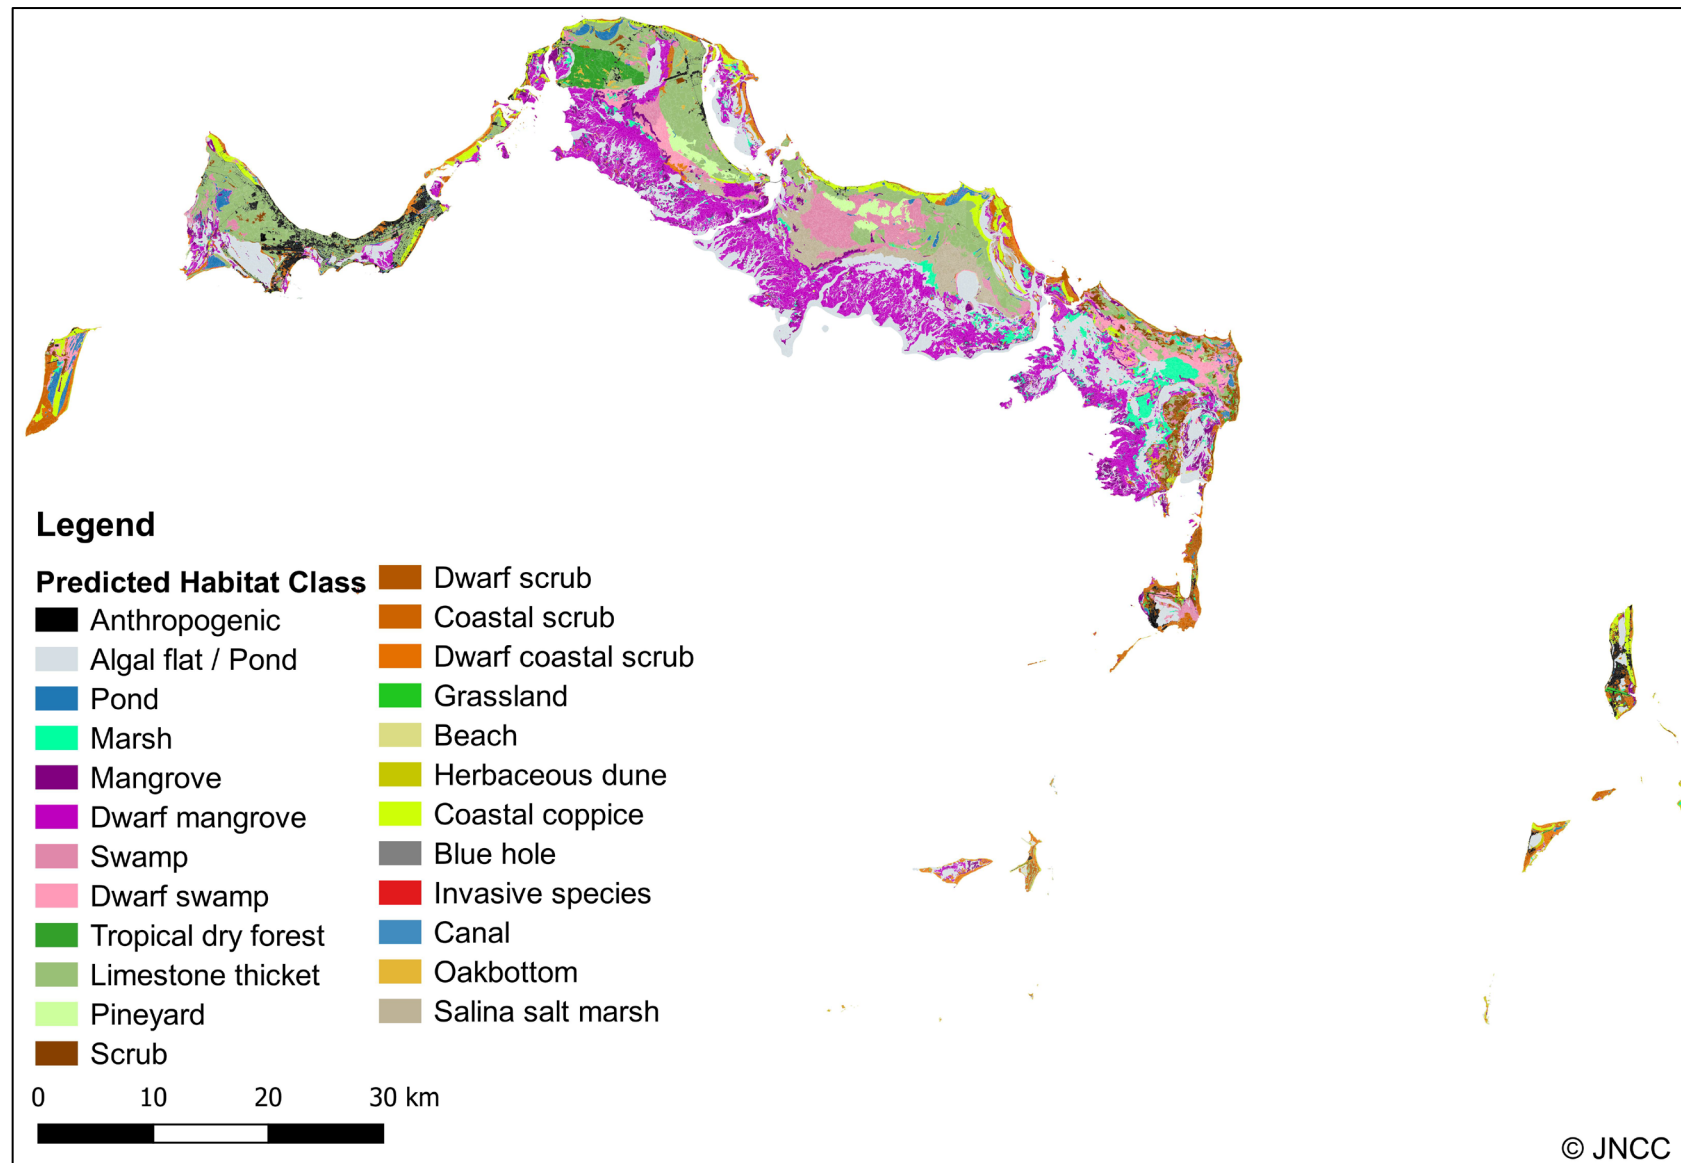 Legend
Predicted Habitat Class
Anthropogenic
Algal flat / Pond
Pond
Marsh
Mangrove
Dwarf mangrove
Swamp
Dwarf swamp
Tropical dry forest
Limestone thicket
Pineyard
Scrub
Dwarf scrub
Coastal scrub
Dwarf coastal scrub
Grassland
Beach
Herbaceous dune
Coastal coppice
Blue hole
Invasive species
Canal
Oakbottom
Salina salt marsh
0 10 20 30 km
© JNCC